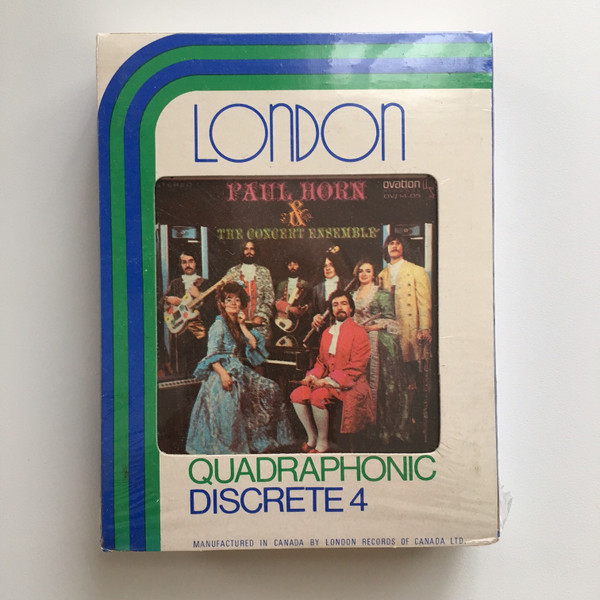 LONDON
STEREO
ovation
PAUL HORN
&
THE CONCERT ENSEMBLE
QUADRAPHONIC
DISCRETE 4
MANUFACTURED IN CANADA BY LONDON RECORDS OF CANADA LTD.